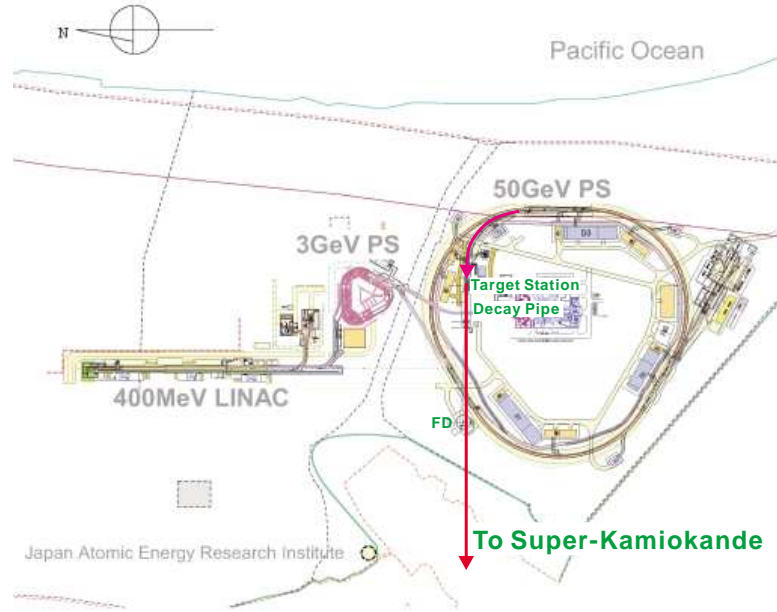 N
Pacific Ocean
50GeV PS
D3
3GeV PS
Target Station
Decay Pipe
400MeV LINAC
FD
To Super-Kamiokande
Japan Atomic Energy Research Institute